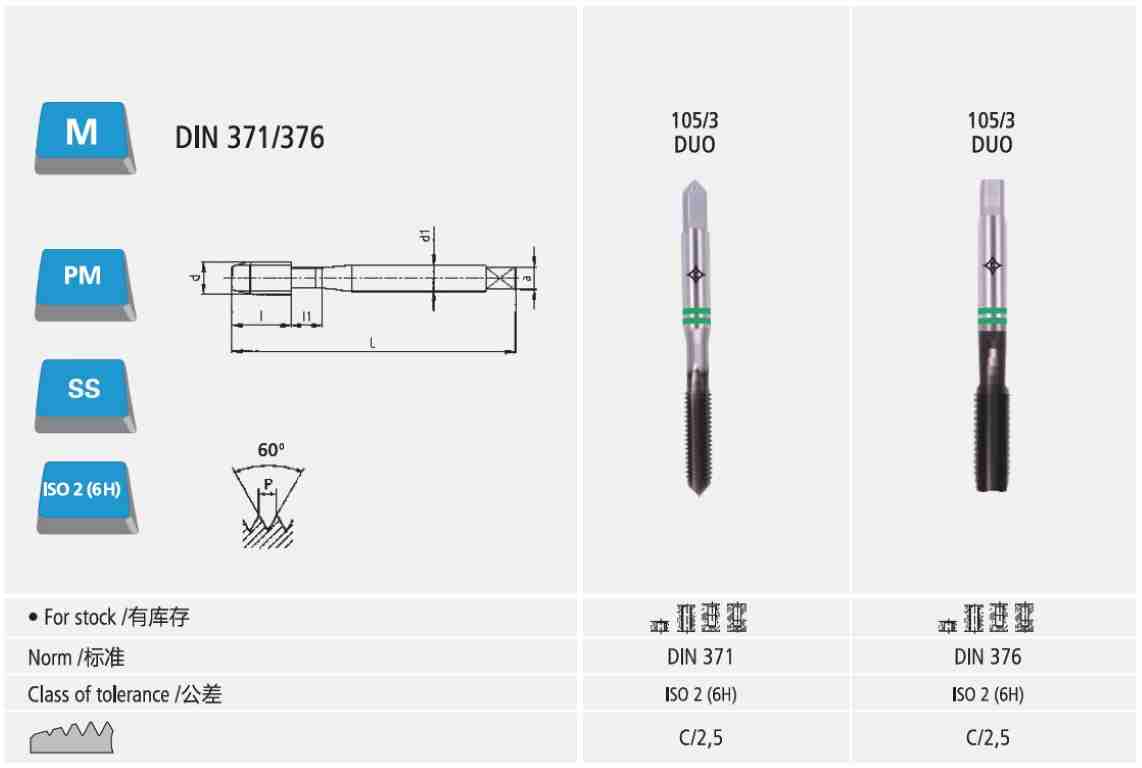 M
DIN 371/376
105/3
DUO
105/3
DUO
PM
d
d1
a
l
l1
L
SS
60°
P
ISO 2 (6H)
• For stock /有库存
Norm /标准
DIN 371
DIN 376
Class of tolerance /公差
ISO 2 (6H)
ISO 2 (6H)
C/2,5
C/2,5